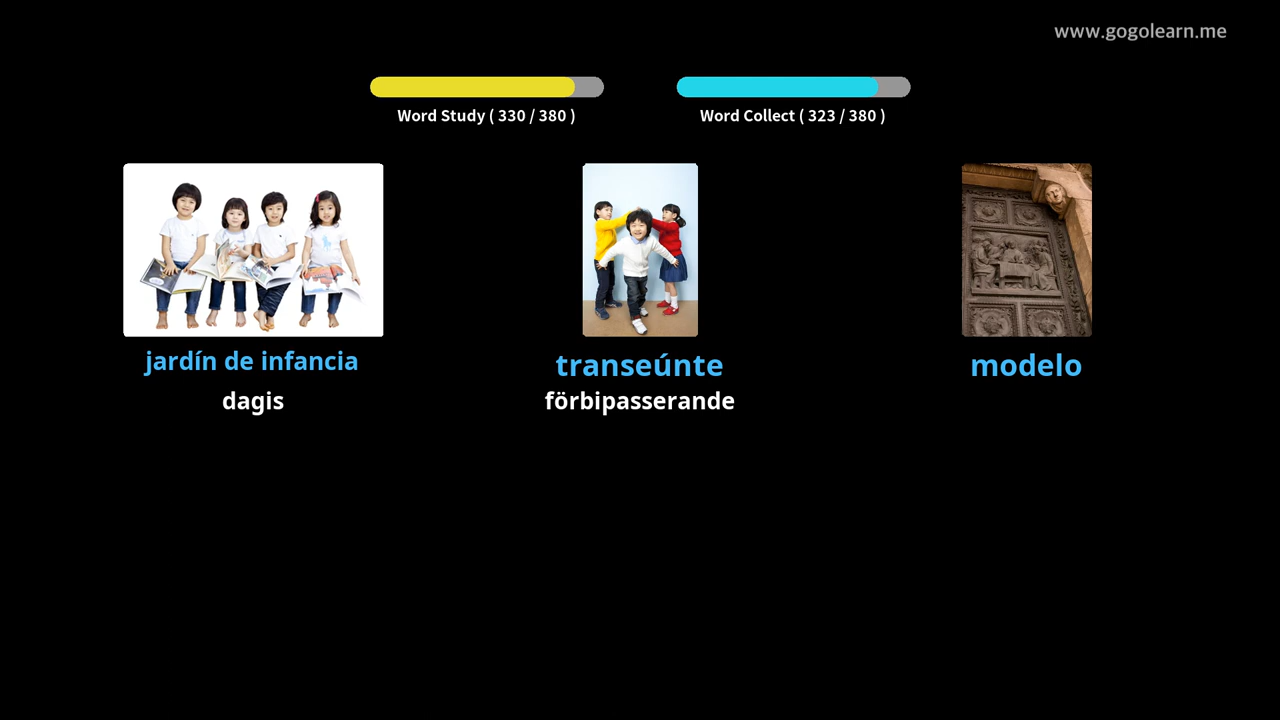 www.gogolearn.me
Word Study ( 330 / 380 )
Word Collect ( 323 / 380 )
jardín de infancia
dagis
transeúnte
förbipasserande
modelo